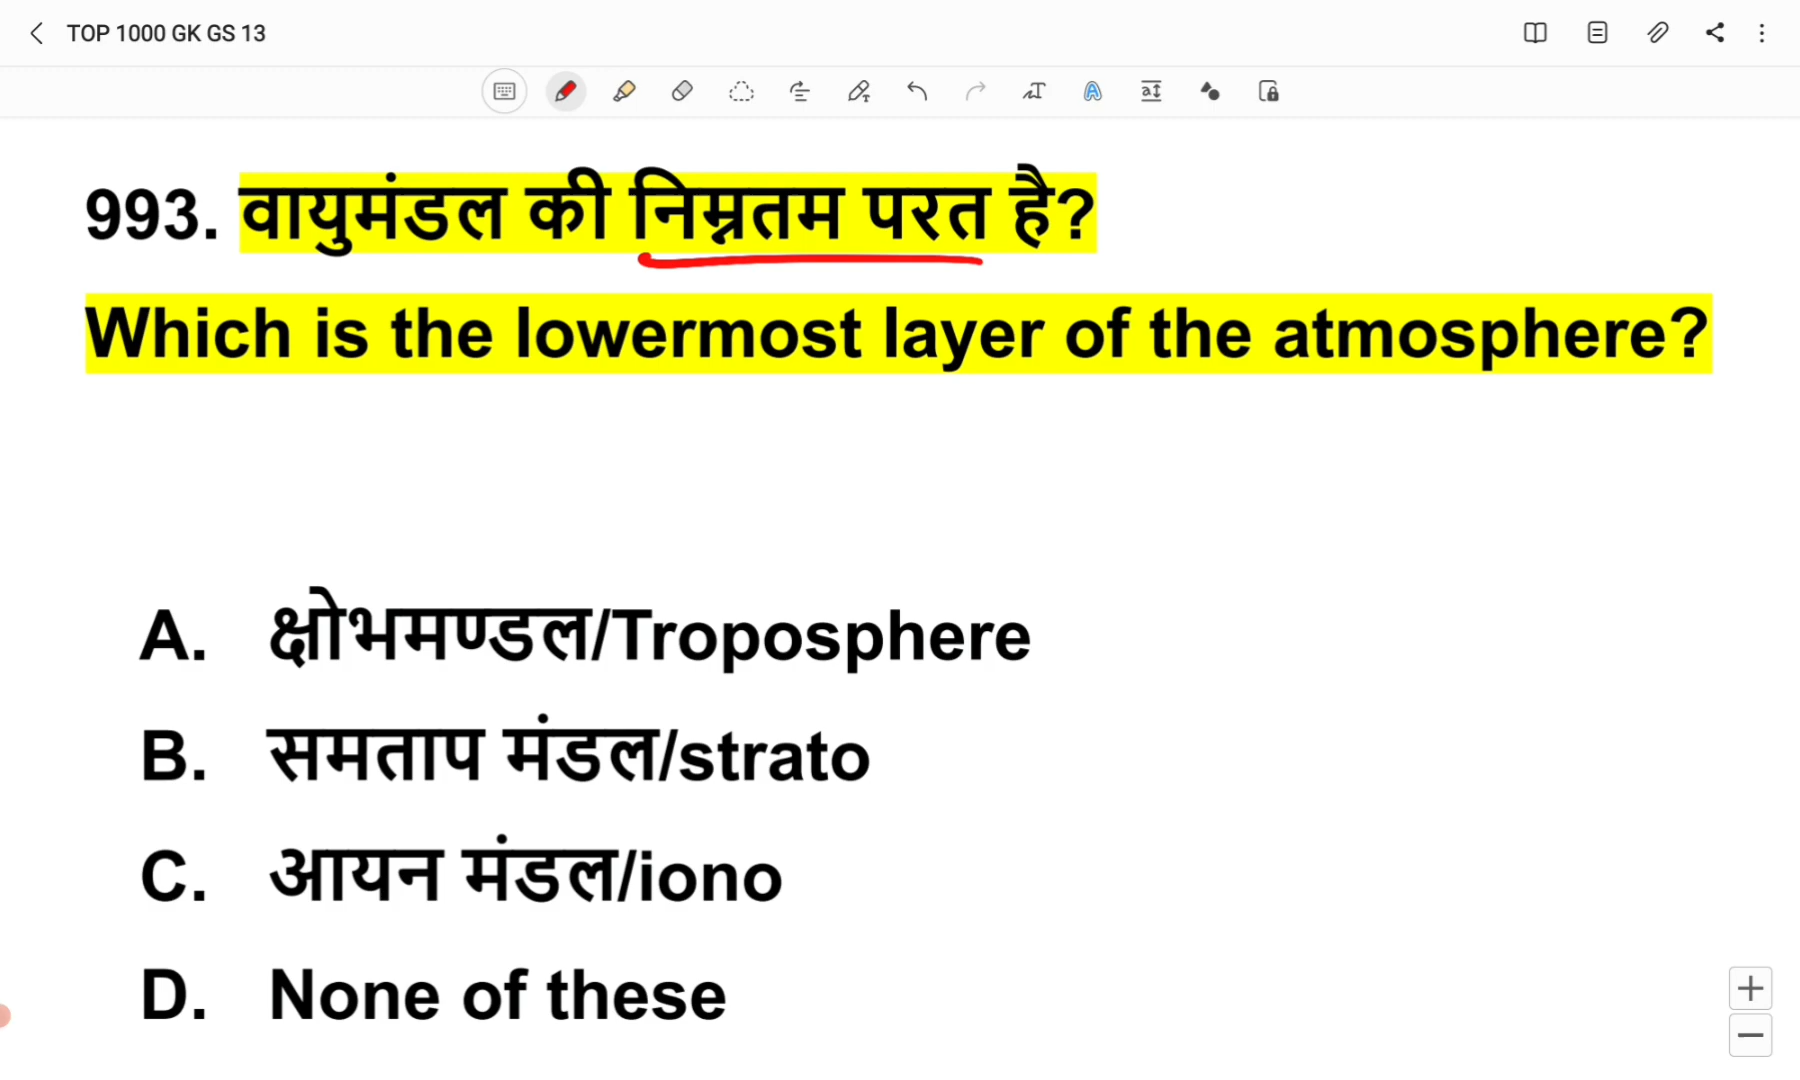 TOP 1000 GK GS 13
993. वायुमंडल की निम्नतम परत है?
Which is the lowermost layer of the atmosphere?
A. क्षोभमण्डल/Troposphere
B. समताप मंडल/strato
C. आयन मंडल/iono
D. None of these